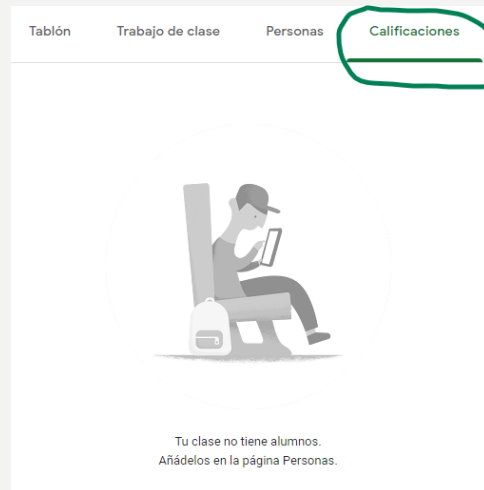 Tablón Trabajo de clase Personas Calificaciones
Tu clase no tiene alumnos.
Añádelos en la página Personas.